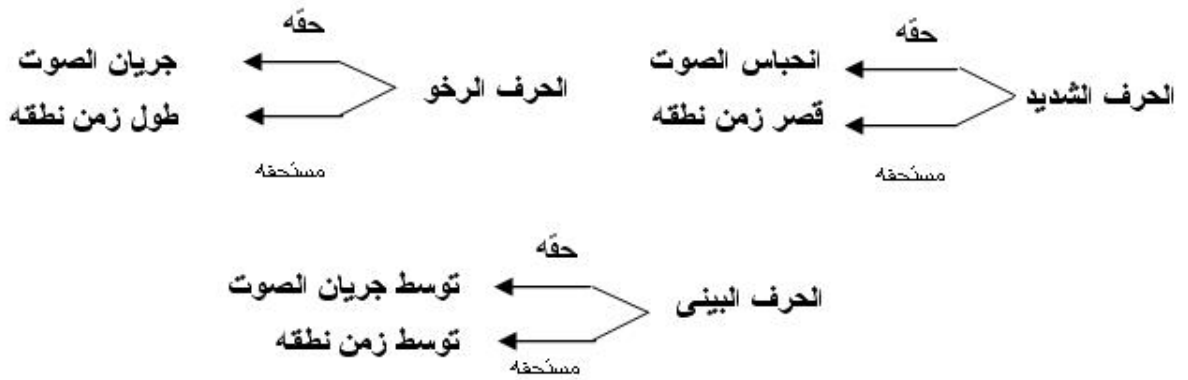 حقّه
انحباس الصوت
الحرف الشديد
قصر زمن نطقه
مستحقه
حقّه
جريان الصوت
الحرف الرخو
طول زمن نطقه
مستحقه
حقّه
توسط جريان الصوت
الحرف البينى
توسط زمن نطقه
مستحقه